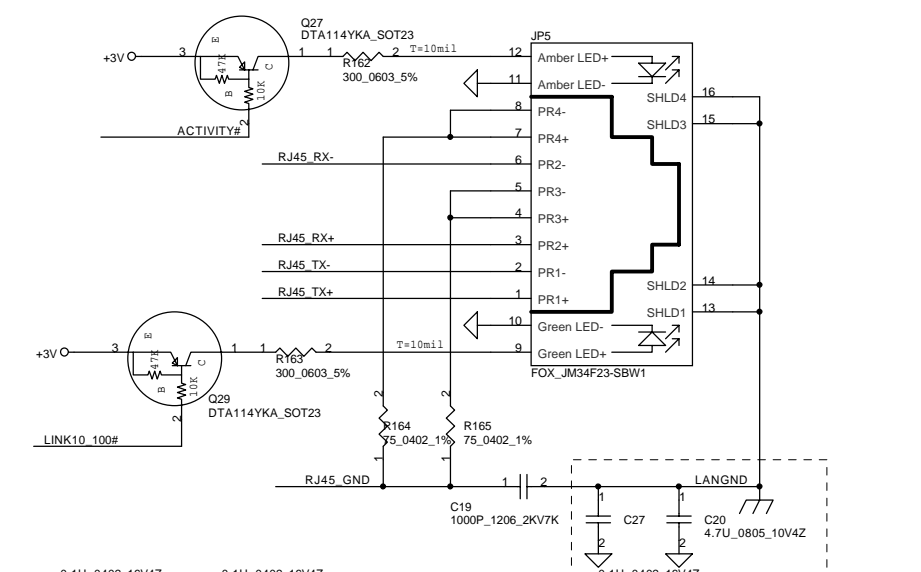 Q27
DTA114YKA_SOT23
JP5
+3V
3
E
47K
B
C
10K
2
1
1
2
T=10mil
R162
300_0603_5%
12
Amber LED+
11
Amber LED-
ACTIVITY#
16
SHLD4
15
SHLD3
8
PR4-
7
PR4+
RJ45_RX-
6
PR2-
5
PR3-
4
PR3+
RJ45_RX+
3
PR2+
RJ45_TX-
2
PR1-
RJ45_TX+
1
PR1+
14
SHLD2
13
SHLD1
10
Green LED-
9
Green LED+
FOX_JM34F23-SBW1
+3V
3
E
47K
B
C
10K
2
1
1
2
T=10mil
R163
300_0603_5%
Q29
DTA114YKA_SOT23
LINK10_100#
2
R164
75_0402_1%
1
2
R165
75_0402_1%
1
RJ45_GND
1
2
C19
1000P_1206_2KV7K
LANGND
1
C27
2
1
C20
4.7U_0805_10V4Z
2